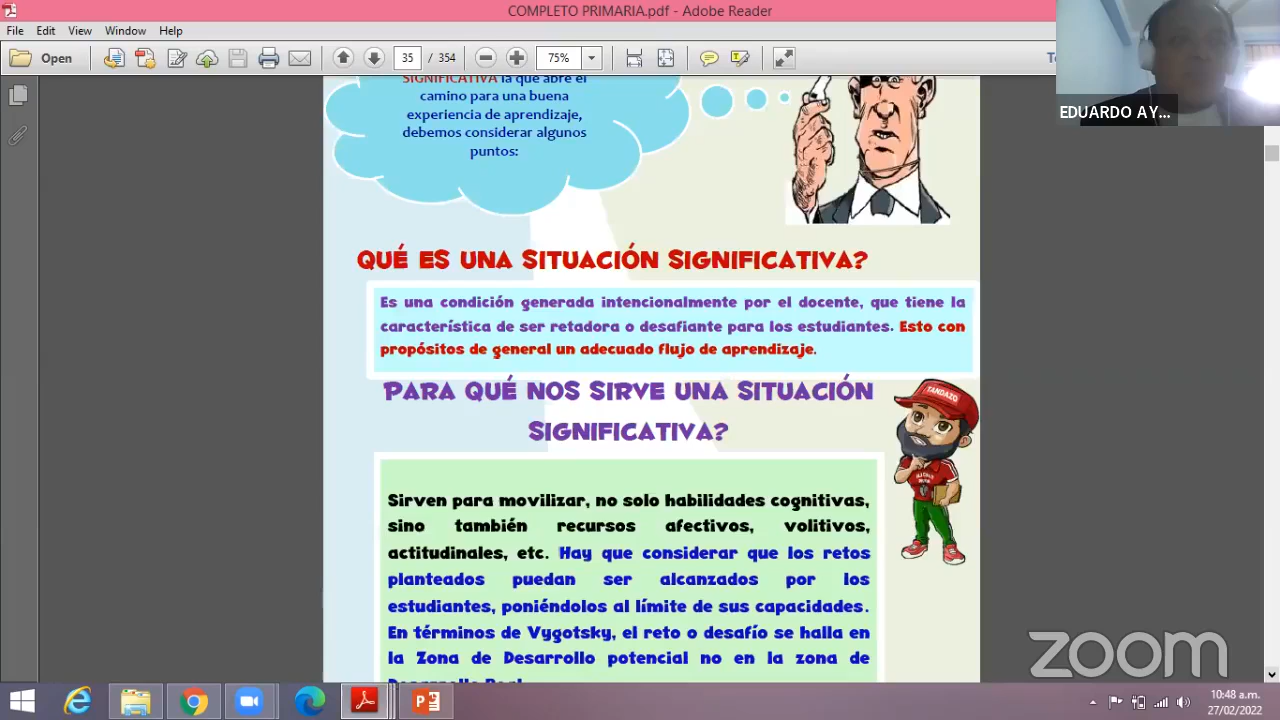 COMPLETO PRIMARIA.pdf - Adobe Reader
File Edit View Window Help
Open 35 / 354 75%
EDUARDO AY...
SIGNIFICATIVA la que abre el
camino para una buena
experiencia de aprendizaje,
debemos considerar algunos
puntos:
QUÉ ES UNA SITUACIÓN SIGNIFICATIVA?
Es una condición generada intencionalmente por el docente, que tiene la
característica de ser retadora o desafiante para los estudiantes. Esto con
propósitos de general un adecuado flujo de aprendizaje.
PARA QUÉ NOS SIRVE UNA SITUACIÓN
SIGNIFICATIVA?
TANDAZO
Sirven para movilizar, no solo habilidades cognitivas,
sino también recursos afectivos, volitivos,
actitudinales, etc. Hay que considerar que los retos
planteados puedan ser alcanzados por los
estudiantes, poniéndolos al límite de sus capacidades.
En términos de Vygotsky, el reto o desafío se halla en
la Zona de Desarrollo potencial no en la zona de
zoom
10:48 a.m.
27/02/2022